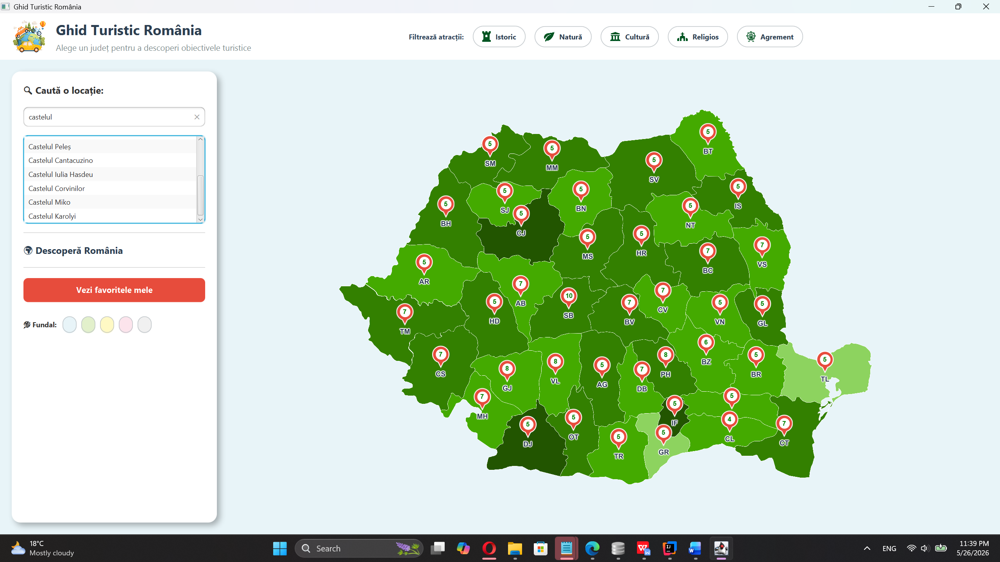 Ghid Turistic România
Ghid Turistic România
Alege un județ pentru a descoperi obiectivele turistice
Filtrează atracții:
Istoric
Natură
Cultură
Religios
Agrement
Caută o locație:
castelul
Castelul Peleș
Castelul Cantacuzino
Castelul Iulia Hasdeu
Castelul Corvinilor
Castelul Miko
Castelul Karolyi
Descoperă România
Vezi favoritele mele
Fundal:
5
BT
5
SM
5
MM
5
SV
5
IS
5
SJ
5
BN
5
BH
5
NT
5
CJ
5
MS
5
HR
7
VS
7
BC
5
AR
7
AB
7
CV
10
SB
5
HD
7
BV
5
VN
5
GL
7
TM
6
BZ
7
CS
8
PH
5
BR
5
TL
8
VL
5
AG
8
GJ
7
DB
7
MH
5
5
IF
5
OT
4
CL
7
CT
5
DJ
5
GR
5
TR
18°C
Mostly cloudy
Search
ENG
11:39 PM
5/26/2026